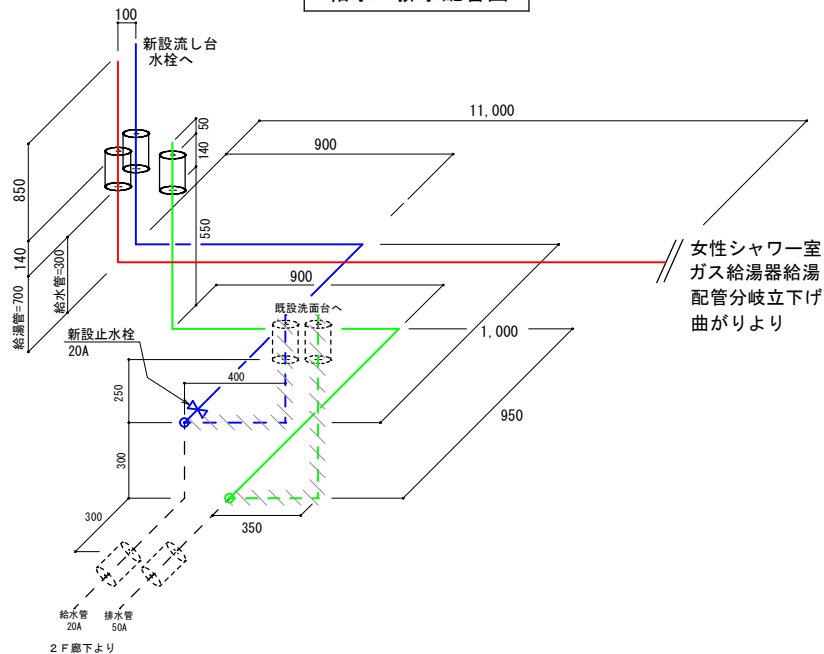 100
新設流し台
水栓へ
11,000
50
900
140
850
550
女性シャワー室
ガス給湯器給湯
配管分岐立下げ
曲がりより
140
給水管=300
給湯管=700
900
既設洗面台へ
新設止水栓
20A
1,000
400
250
950
300
300
350
給水管
20A
排水管
50A
2F廊下より